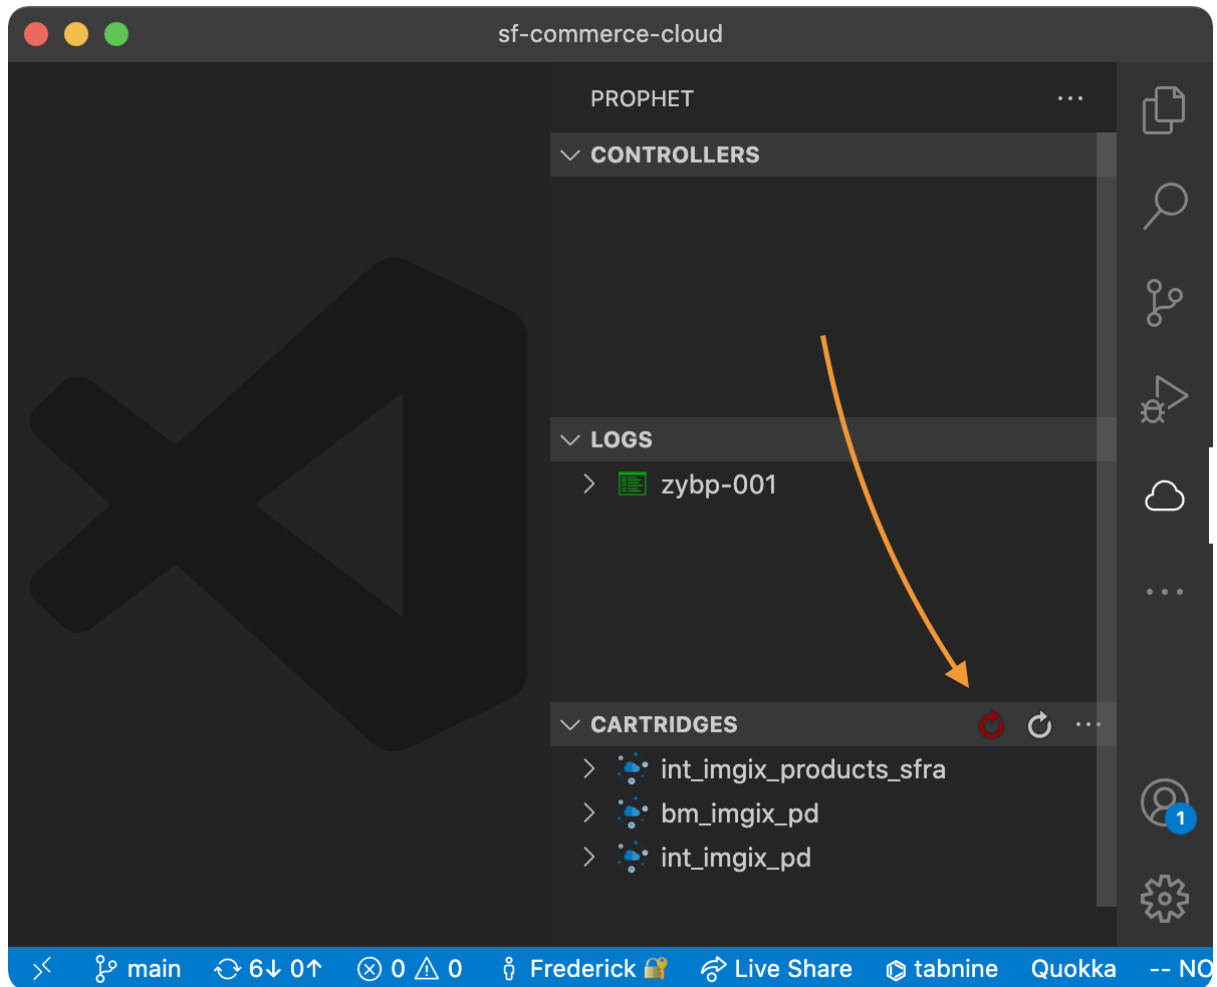 sf-commerce-cloud
PROPHET
CONTROLLERS
LOGS
zybp-001
CARTRIDGES
int_imgix_products_sfra
bm_imgix_pd
int_imgix_pd
1
main 6↓ 0↑ 0 0 Frederick Live Share tabnine Quokka -- NO